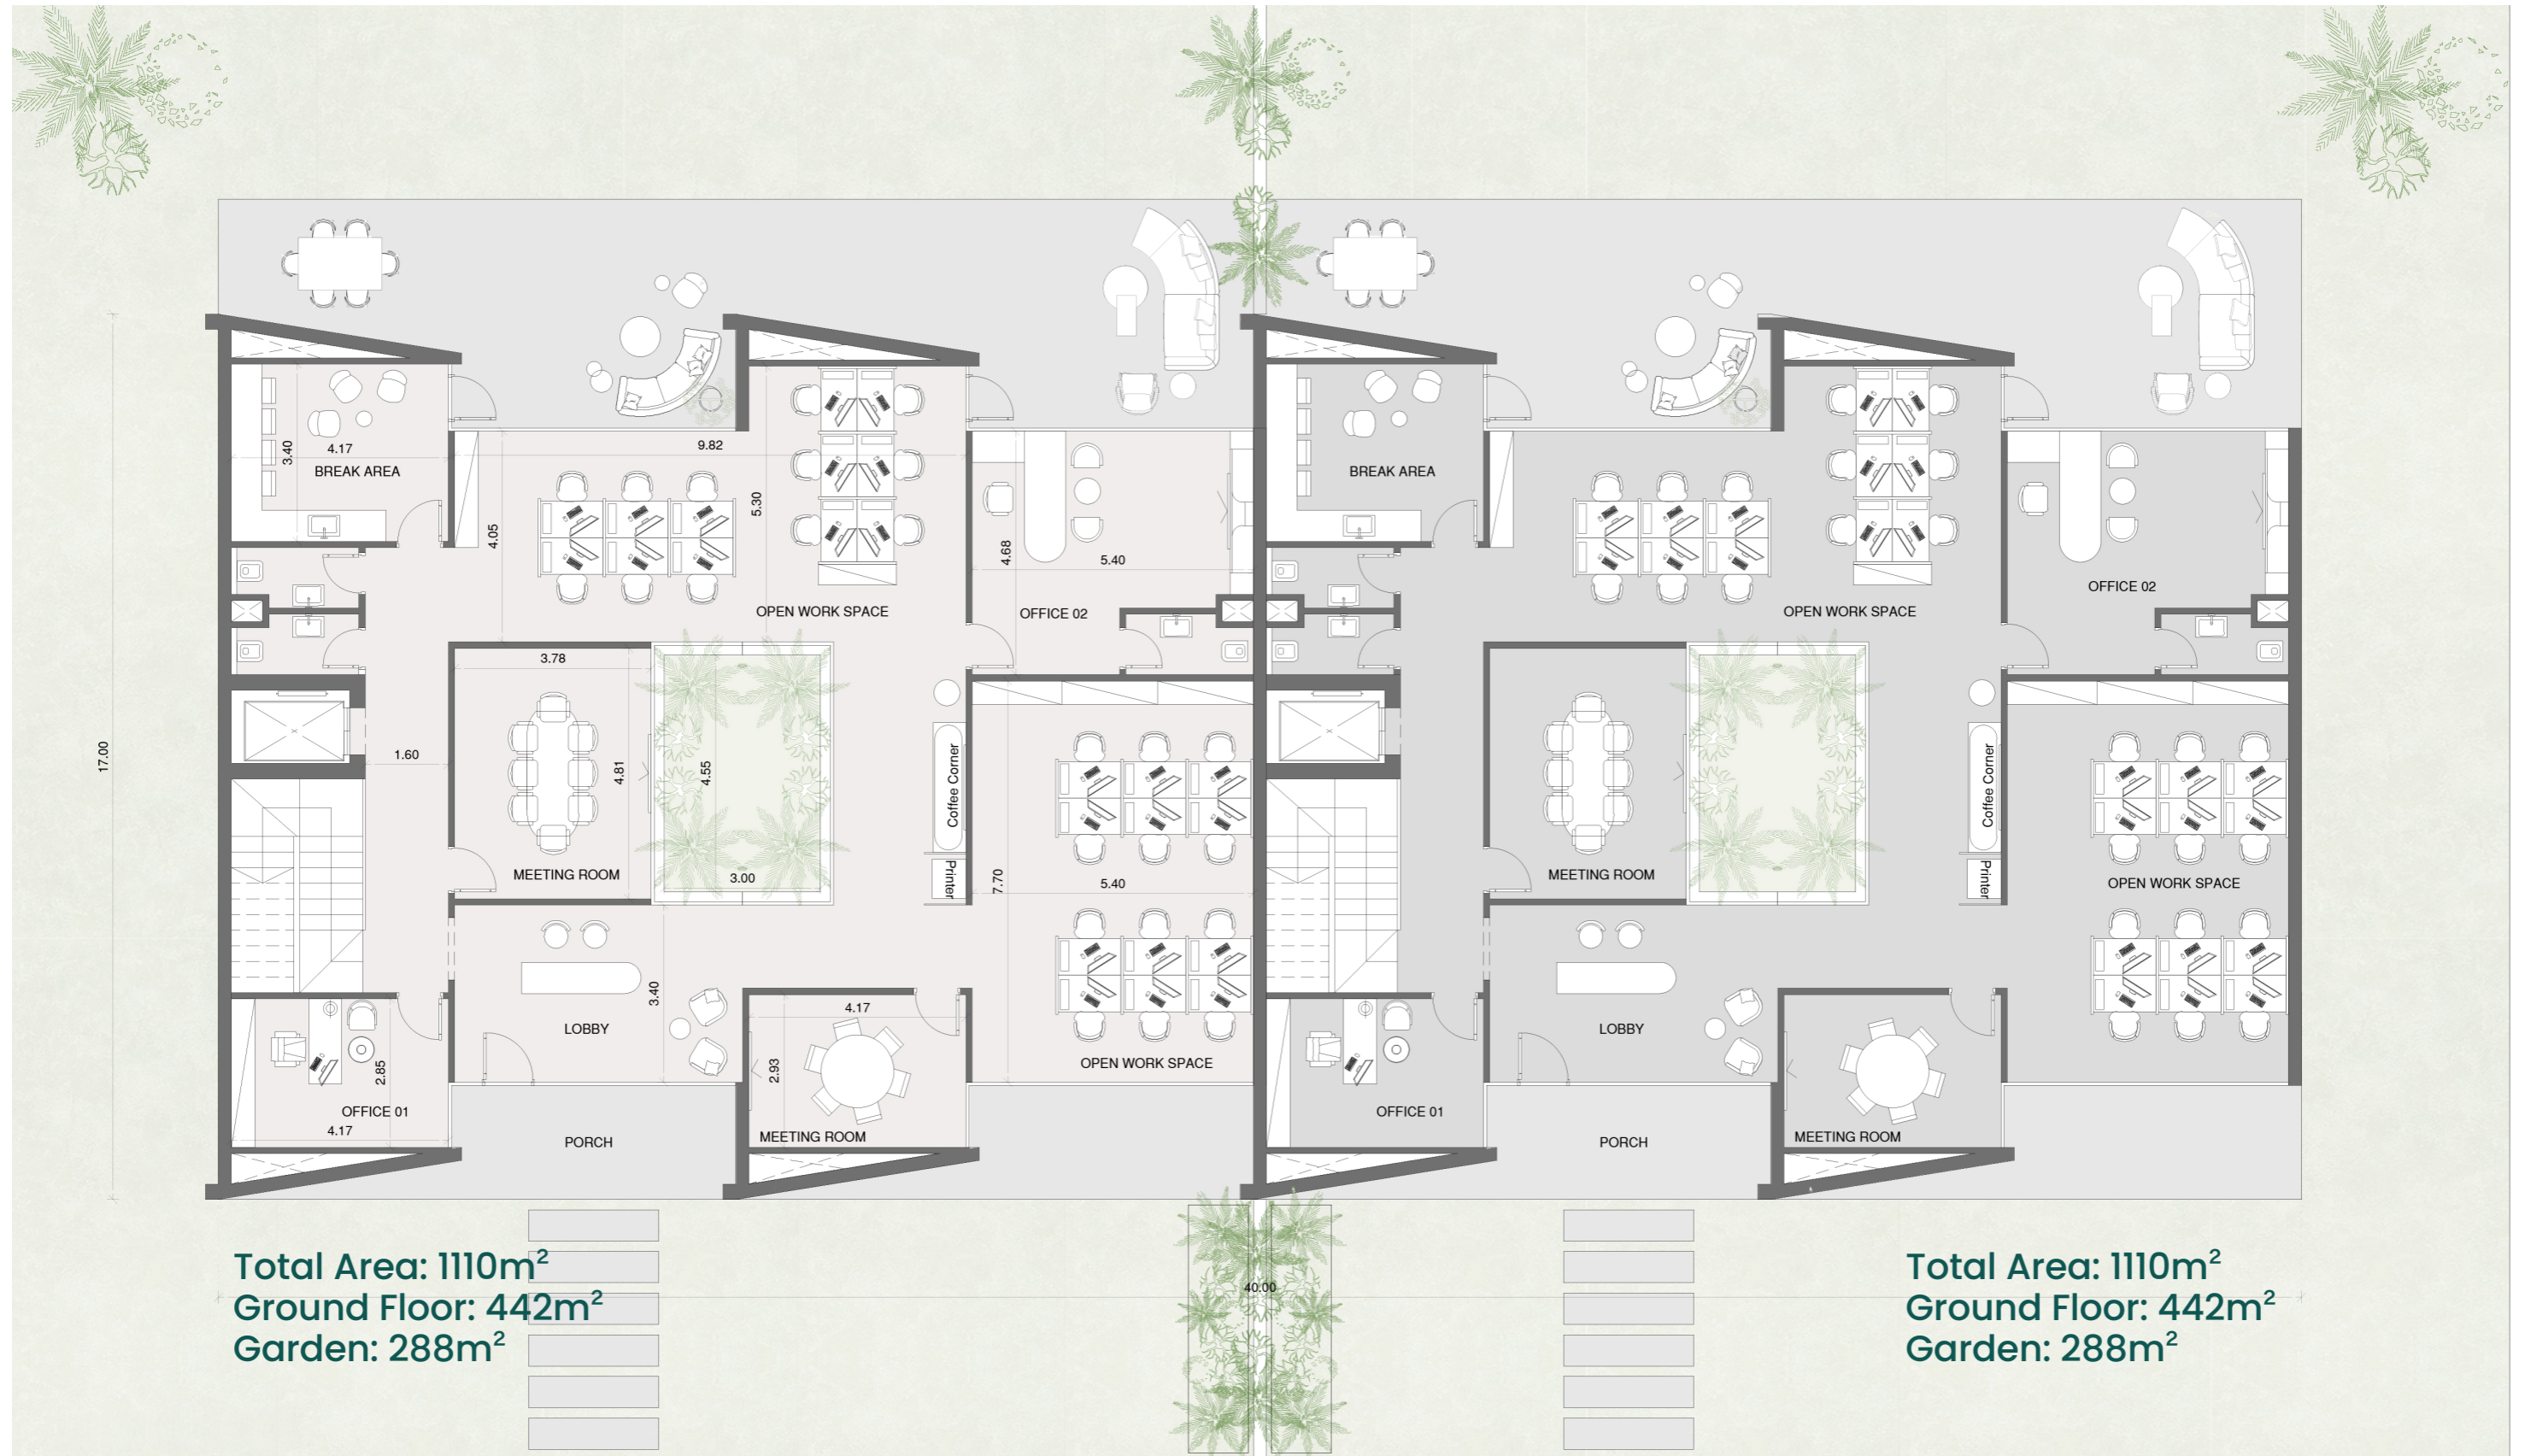 9.82
3.40
4.17
BREAK AREA
BREAK AREA
5.30
4.05
4.68
5.40
OPEN WORK SPACE
OFFICE 02
OPEN WORK SPACE
OFFICE 02
3.78
17.00
1.60
4.81
4.55
Coffee Corner
Coffee Corner
MEETING ROOM
3.00
Printer
7.70
5.40
MEETING ROOM
Printer
OPEN WORK SPACE
3.40
4.17
LOBBY
LOBBY
2.85
2.93
OPEN WORK SPACE
OFFICE 01
4.17
OFFICE 01
MEETING ROOM
MEETING ROOM
PORCH
PORCH
40.00
Total Area: 1110m²
Ground Floor: 442m²
Garden: 288m²
Total Area: 1110m²
Ground Floor: 442m²
Garden: 288m²